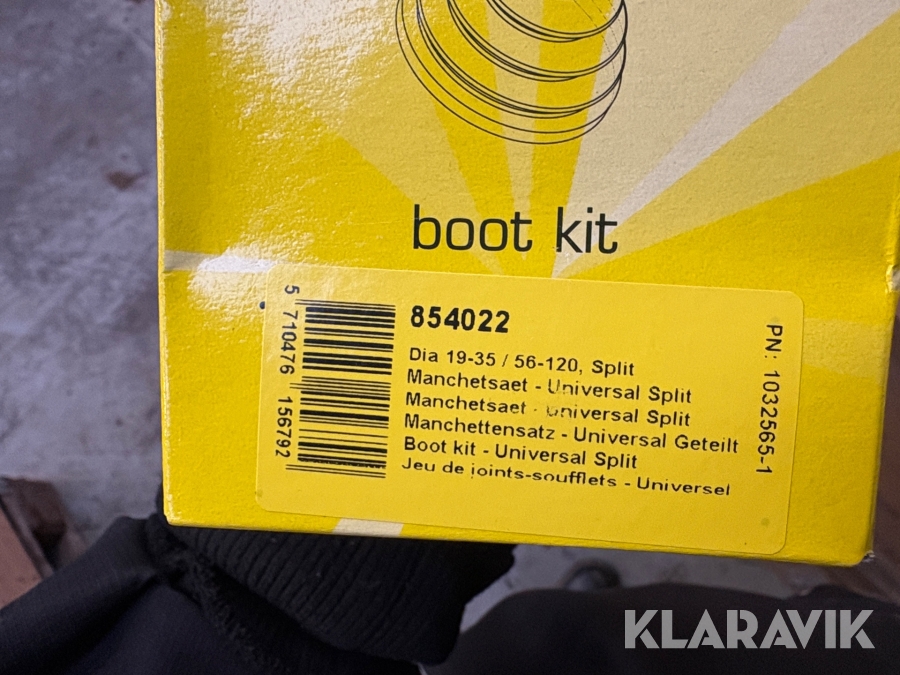 boot kit
854022
Dia 19-35 / 56-120, Split
Manchetsaet - Universal Split
Manchetsaet - Universal Split
Manchettensatz - Universal Geteilt
Boot kit - Universal Split
Jeu de joints-soufflets - Universel
5 710476 156792
PN: 1032565-1
KLARAVIK